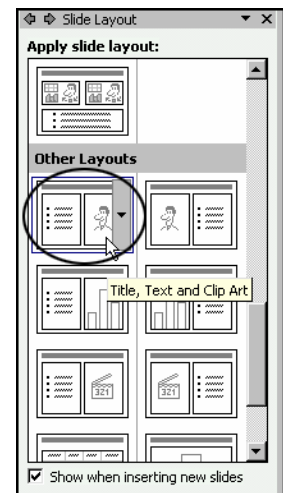 Slide Layout
Apply slide layout:
Other Layouts
Title, Text and Clip Art
321
321
Show when inserting new slides